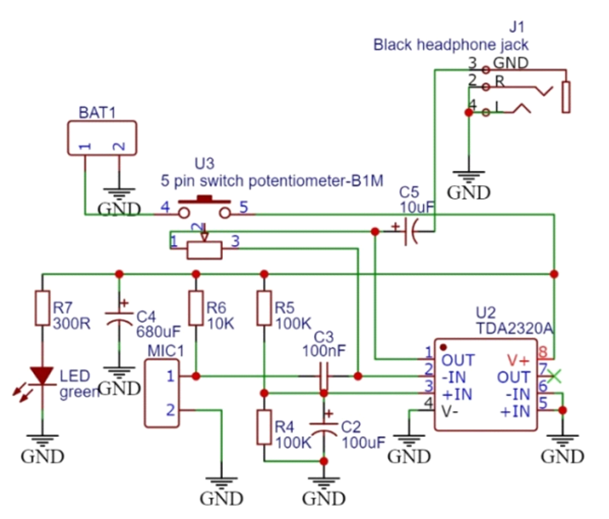 J1
Black headphone jack
3 GND
2 R
4 L
GND
BAT1
1 2
GND
U3
5 pin switch potentiometer-B1M
4 5
2
1 3
C5
10uF
+
R7
300R
+
C4
680uF
GND
R6
10K
R5
100K
C3
100nF
U2
TDA2320A
1 OUT V+ 8
2 -IN OUT 7
3 +IN -IN 6
4 V- +IN 5
GND
GND
LED
green
GND
MIC1
1
2
GND
R4
100K
+
C2
100uF
GND